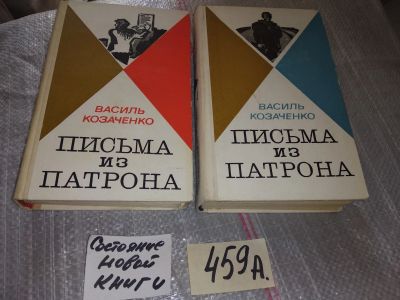 ВАСИЛЬ
КОЗАЧЕНКО
ПИСЬМА
ИЗ
ПАТРОНА
ВАСИЛЬ
КОЗАЧЕНКО
ПИСЬМА
ИЗ
ПАТРОНА
Состояние
новой
книги
459А.